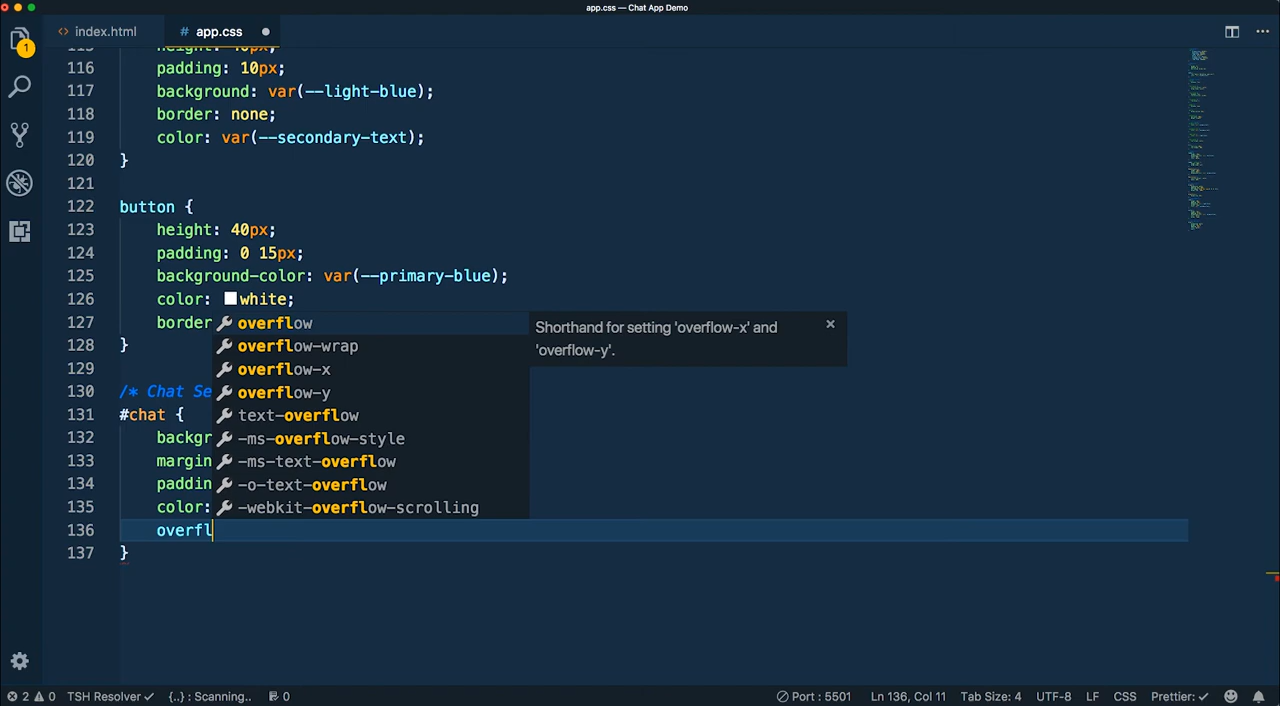 app.css — Chat App Demo
<> index.html
# app.css
1
116 padding: 10px;
117 background: var(--light-blue);
118 border: none;
119 color: var(--secondary-text);
120 }
121
122 button {
123 height: 40px;
124 padding: 0 15px;
125 background-color: var(--primary-blue);
126 color: white;
127 border
128 }
129
130 /* Chat Se
131 #chat {
132 backgr
133 margin
134 paddin
135 color:
136 overfl
137 }
overflow
overflow-wrap
overflow-x
overflow-y
text-overflow
-ms-overflow-style
-ms-text-overflow
-o-text-overflow
-webkit-overflow-scrolling
Shorthand for setting 'overflow-x' and
'overflow-y'.
2 0 TSH Resolver ✓ {..} : Scanning.. 0 Port : 5501 Ln 136, Col 11 Tab Size: 4 UTF-8 LF CSS Prettier: ✓